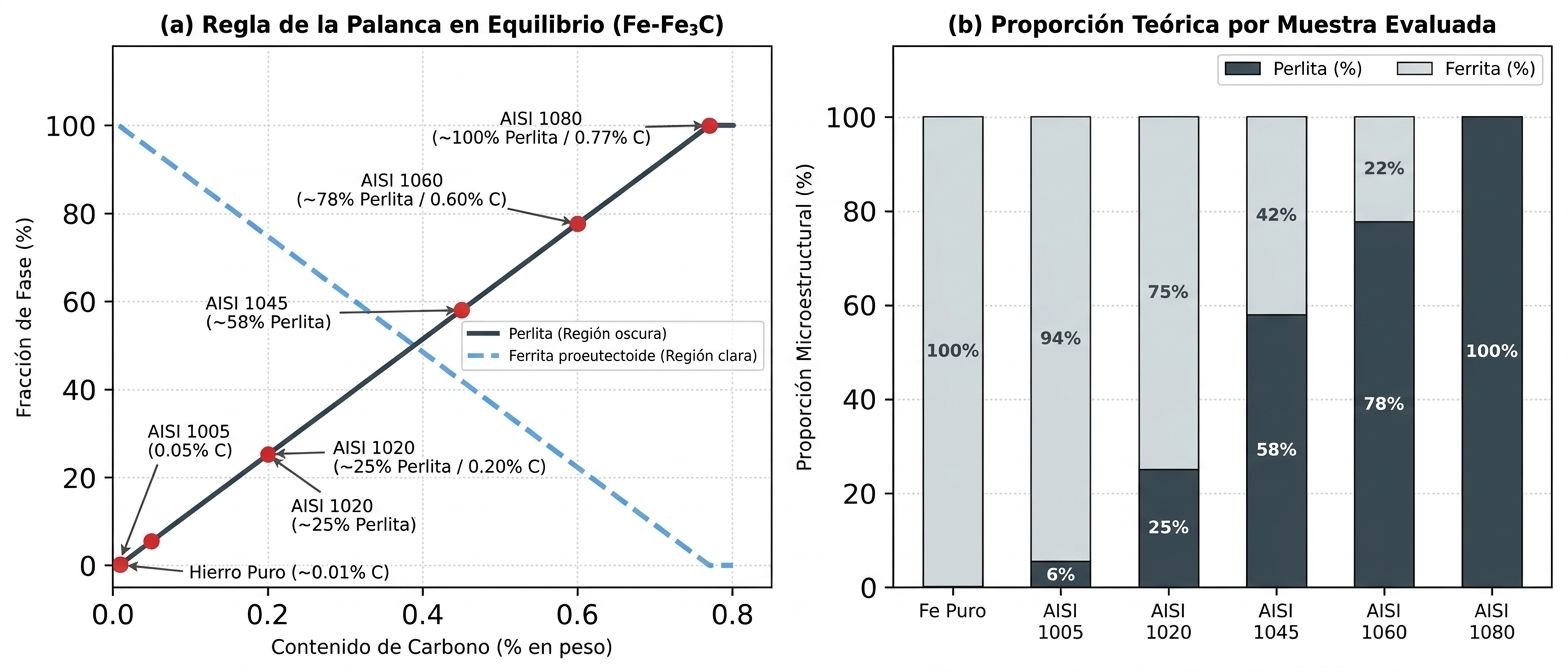 (a) Regla de la Palanca en Equilibrio (Fe-Fe₃C)
Fracción de Fase (%)
100
80
60
40
20
0
AISI 1080
(~100% Perlita / 0.77% C)
AISI 1060
(~78% Perlita / 0.60% C)
AISI 1045
(~58% Perlita)
Perlita (Región oscura)
Ferrita proeutectoide (Región clara)
AISI 1005
(0.05% C)
AISI 1020
(~25% Perlita / 0.20% C)
AISI 1020
(~25% Perlita)
Hierro Puro (~0.01% C)
0.0
0.2
0.4
0.6
0.8
Contenido de Carbono (% en peso)
(b) Proporción Teórica por Muestra Evaluada
Perlita (%)
Ferrita (%)
Proporción Microestructural (%)
100
80
60
40
20
0
100%
94%
6%
75%
25%
42%
58%
22%
78%
100%
Fe Puro
AISI
1005
AISI
1020
AISI
1045
AISI
1060
AISI
1080